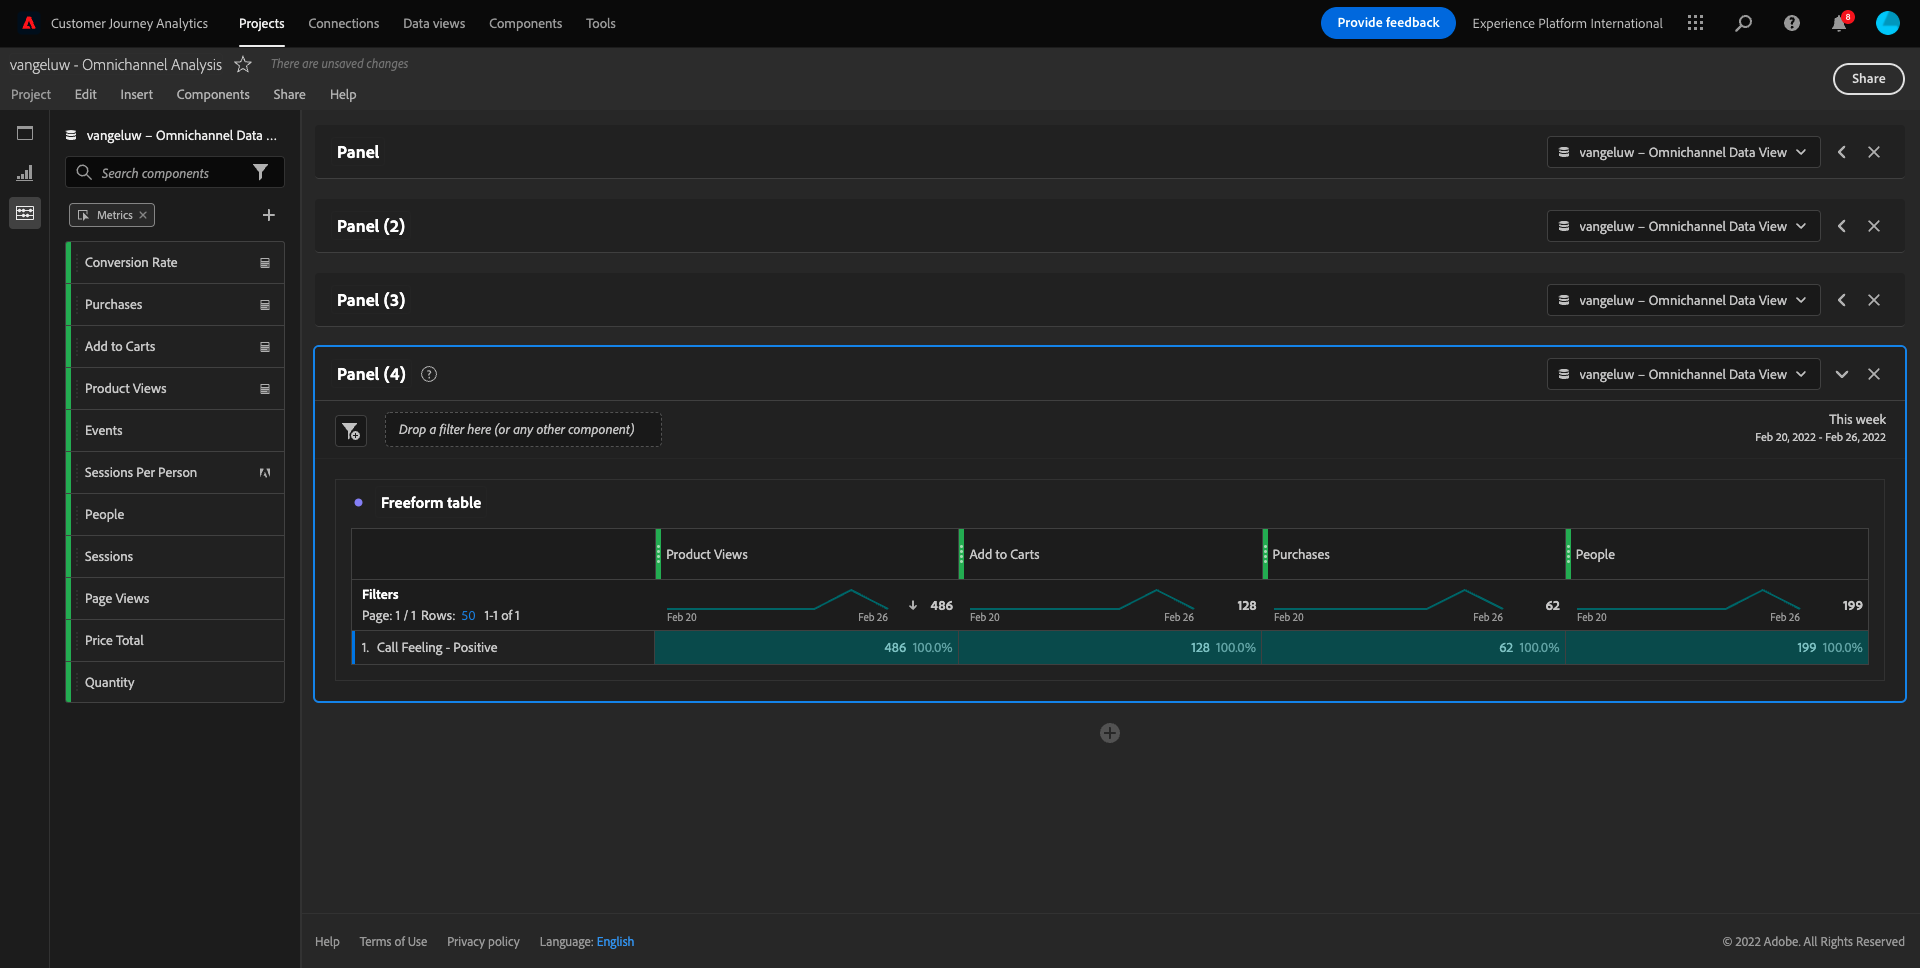 Customer Journey Analytics Projects Connections Data views Components Tools Provide feedback Experience Platform International 8
vangeluw - Omnichannel Analysis There are unsaved changes
Project Edit Insert Components Share Help Share
vangeluw – Omnichannel Data ...
Search components
Metrics
Conversion Rate
Purchases
Add to Carts
Product Views
Events
Sessions Per Person
People
Sessions
Page Views
Price Total
Quantity
Panel vangeluw – Omnichannel Data View
Panel (2) vangeluw – Omnichannel Data View
Panel (3) vangeluw – Omnichannel Data View
Panel (4) ? vangeluw – Omnichannel Data View
Drop a filter here (or any other component) This week
Feb 20, 2022 - Feb 26, 2022
Freeform table
Product Views Add to Carts Purchases People
Filters 486 128 62 199
Page: 1 / 1 Rows: 50 1-1 of 1 Feb 20 Feb 26 Feb 20 Feb 26 Feb 20 Feb 26 Feb 20 Feb 26
1. Call Feeling - Positive 486 100.0% 128 100.0% 62 100.0% 199 100.0%
Help Terms of Use Privacy policy Language: English © 2022 Adobe. All Rights Reserved